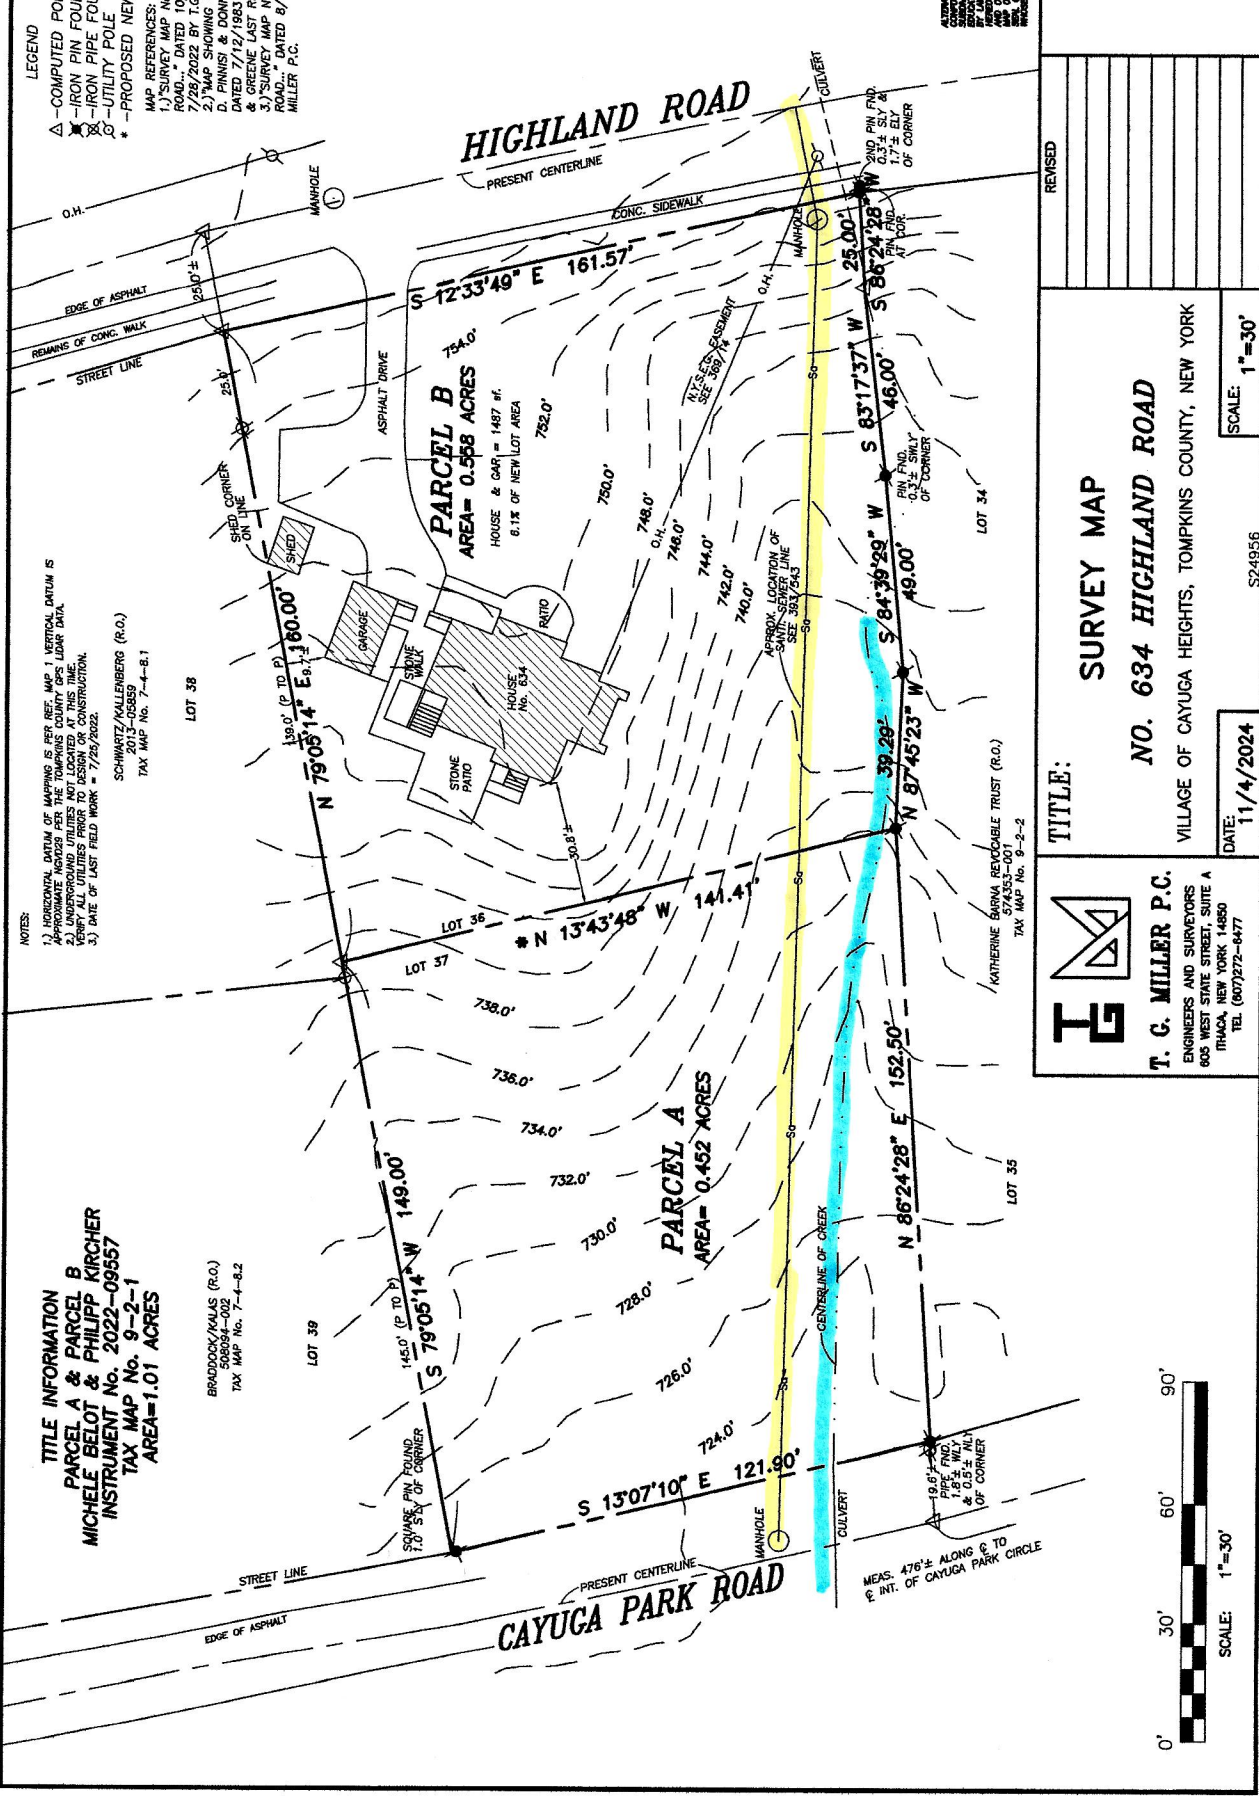 LEGEND
△ -COMPUTED
-IRON PIN
-IRON PIPE
-UTILITY POLE
* -PROPOSED
MAP REFERENCES:
1.)"SURVEY MAP
ROAD..." DATED
7/28/2022 BY
2.)"MAP SHOWING
D. PINNISI &
DATED 7/12/1983
& GREENE LAST
3.)"SURVEY MAP
ROAD..." DATED
MILLER P.C.
NOTES:
1.) HORIZONTAL DATUM OF MAPPING IS PER REF. MAP 1 VERTICAL DATUM IS
APPROXIMATE NGVD29 PER THE TOMPKINS COUNTY GPS LIDAR DATA.
2.) UNDERGROUND UTILITIES NOT LOCATED AT THIS TIME.
VERIFY ALL UTILITIES PRIOR TO DESIGN OR CONSTRUCTION.
3.) DATE OF LAST FIELD WORK = 7/25/2022.
TITLE INFORMATION
PARCEL A & PARCEL B
MICHELE BELOT & PHILIPP KIRCHER
INSTRUMENT No. 2022-09557
TAX MAP No. 9-2-1
AREA=1.01 ACRES
SCHWARTZ/KALLENBERG (R.O.)
2013-05859
TAX MAP No. 7-4-8.1
LOT 38
BRADDOCK/KALAS (R.O.)
508094-002
TAX MAP No. 7-4-8.2
LOT 39
HIGHLAND ROAD
PRESENT CENTERLINE
O.H.
MANHOLE
CONC. SIDEWALK
CULVERT
2ND PIN FND.
0.3'± SLY &
1.7'± ELY
OF CORNER
EDGE OF ASPHALT
REMAINS OF CONC. WALK
STREET LINE
25.0'±
25.0'
S 12°33'49" E 161.57'
ASPHALT DRIVE
PARCEL B
AREA= 0.558 ACRES
HOUSE & GAR. = 1487 sf.
6.1% OF NEW LOT AREA
754.0'
752.0'
750.0'
748.0'
746.0'
744.0'
742.0'
740.0'
N.Y.S.E.G. EASEMENT
SEE 369/14
O.H.
O.H.
MANHOLE
25.00'
S 86°24'28" W
PIN FND.
AT COR.
S 83°17'37" W
46.00'
PIN FND.
0.3'± SWLY
OF CORNER
S 84°39'29" W
49.00'
LOT 34
N 87°45'23" W
39.29'
SHED CORNER
ON LINE
SHED
GARAGE
STONE
WALK
HOUSE
No. 634
PATIO
STONE
PATIO
139.0' (P TO P)
N 79°05'14" E 160.00'
9.7'±
30.8'±
APPROX. LOCATION OF
SANIT. SEWER LINE
SEE 393/543
Sa
Sa
Sa
Sa
Sa
LOT 36
LOT 37
* N 13°43'48" W 141.41'
KATHERINE BARNA REVOCABLE TRUST (R.O.)
574353-001
TAX MAP No. 9-2-2
738.0'
736.0'
734.0'
732.0'
730.0'
728.0'
726.0'
724.0'
PARCEL A
AREA= 0.452 ACRES
N 86°24'28" E 152.50'
LOT 35
CENTERLINE OF CREEK
145.0' (P TO P)
S 79°05'14" W 149.00'
SQUARE PIN FOUND
1.0' S'LY OF CORNER
S 13°07'10" E 121.90'
STREET LINE
EDGE OF ASPHALT
PRESENT CENTERLINE
CAYUGA PARK ROAD
MANHOLE
CULVERT
19.6'±
PIPE FND.
1.8'± WLY
& 0.5'± NLY
OF CORNER
MEAS. 476'± ALONG ℄ TO
℄ INT. OF CAYUGA PARK CIRCLE
0' 30' 60' 90'
SCALE: 1"=30'
T. G. MILLER P.C.
ENGINEERS AND SURVEYORS
605 WEST STATE STREET, SUITE A
ITHACA, NEW YORK 14850
TEL (607)272-6477
TITLE:
SURVEY MAP
NO. 634 HIGHLAND ROAD
VILLAGE OF CAYUGA HEIGHTS, TOMPKINS COUNTY, NEW YORK
DATE:
11/4/2024
S24956
SCALE: 1"=30'
REVISED